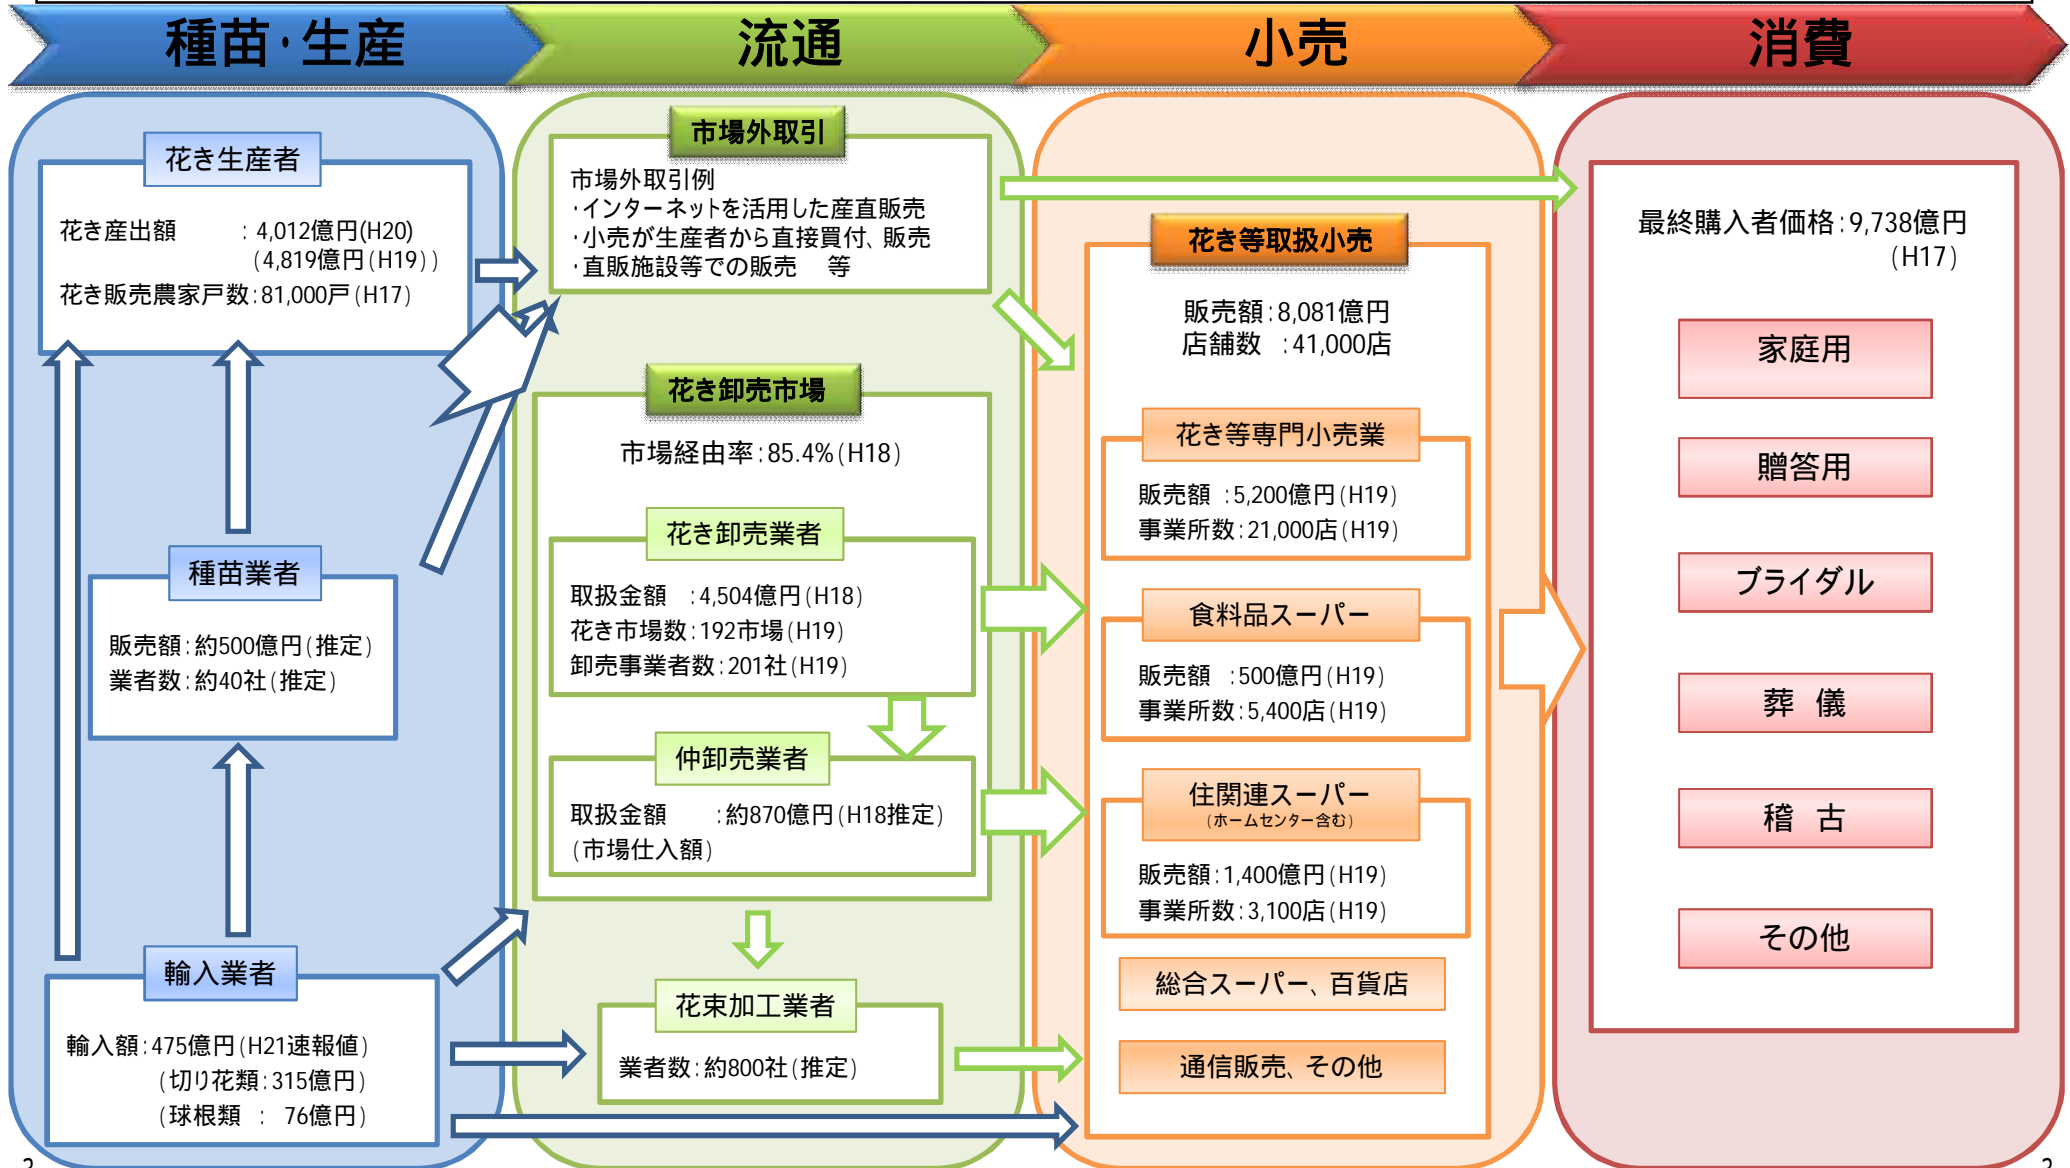 種苗・生産
流通
小売
消費
花き生産者
花き産出額　　：4,012億円(H20)
(4,819億円(H19))
花き販売農家戸数：81,000戸(H17)
種苗業者
販売額：約500億円(推定)
業者数：約40社(推定)
輸入業者
輸入額：475億円(H21速報値)
(切り花類：315億円)
(球根類　：　76億円)
市場外取引
市場外取引例
・インターネットを活用した産直販売
・小売が生産者から直接買付、販売
・直販施設等での販売　等
花き卸売市場
市場経由率：85.4%(H18)
花き卸売業者
取扱金額　：4,504億円(H18)
花き市場数：192市場(H19)
卸売事業者数：201社(H19)
仲卸売業者
取扱金額　　：約870億円(H18推定)
(市場仕入額)
花束加工業者
業者数：約800社(推定)
花き等取扱小売
販売額：8,081億円
店舗数　：41,000店
花き等専門小売業
販売額　：5,200億円(H19)
事業所数：21,000店(H19)
食料品スーパー
販売額　：500億円(H19)
事業所数：5,400店(H19)
住関連スーパー
(ホームセンター含む)
販売額：1,400億円(H19)
事業所数：3,100店(H19)
総合スーパー、百貨店
通信販売、その他
最終購入者価格：9,738億円
(H17)
家庭用
贈答用
ブライダル
葬　儀
稽　古
その他